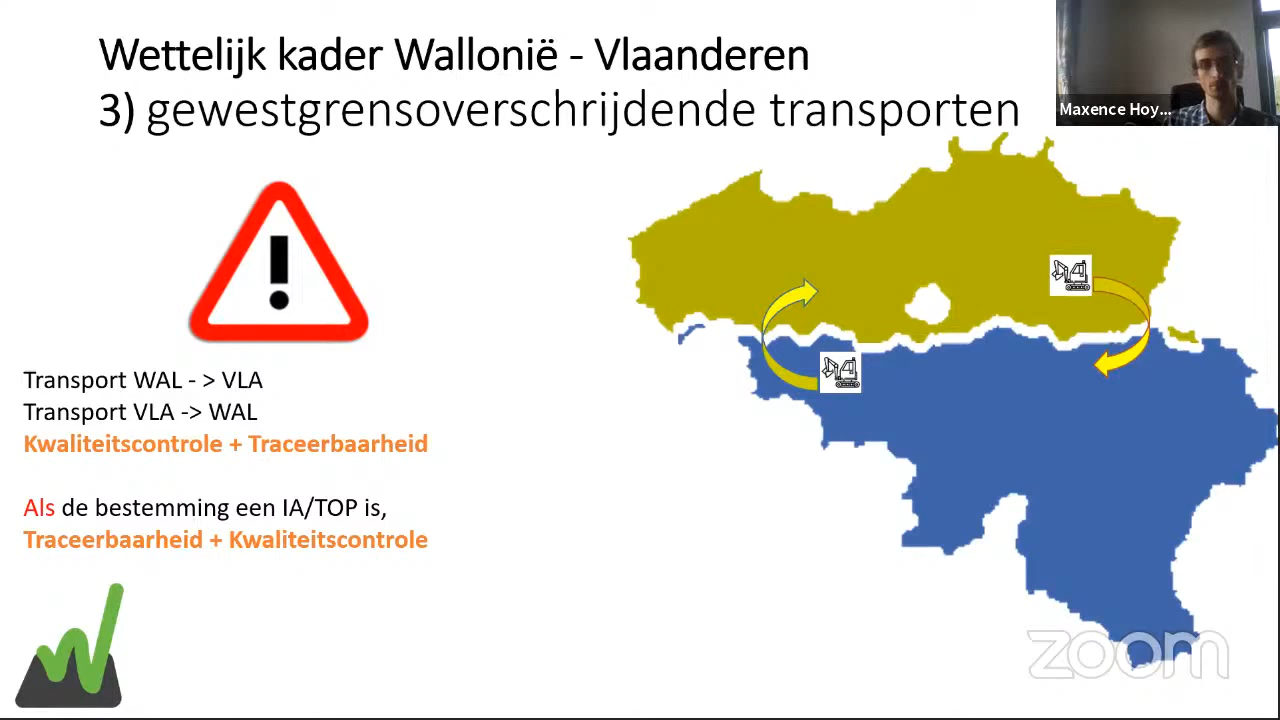 Wettelijk kader Wallonië - Vlaanderen
3) gewestgrensoverschrijdende transporten
Maxence Hoy...
Transport WAL - > VLA
Transport VLA -> WAL
Kwaliteitscontrole + Traceerbaarheid
Als de bestemming een IA/TOP is,
Traceerbaarheid + Kwaliteitscontrole
zoom